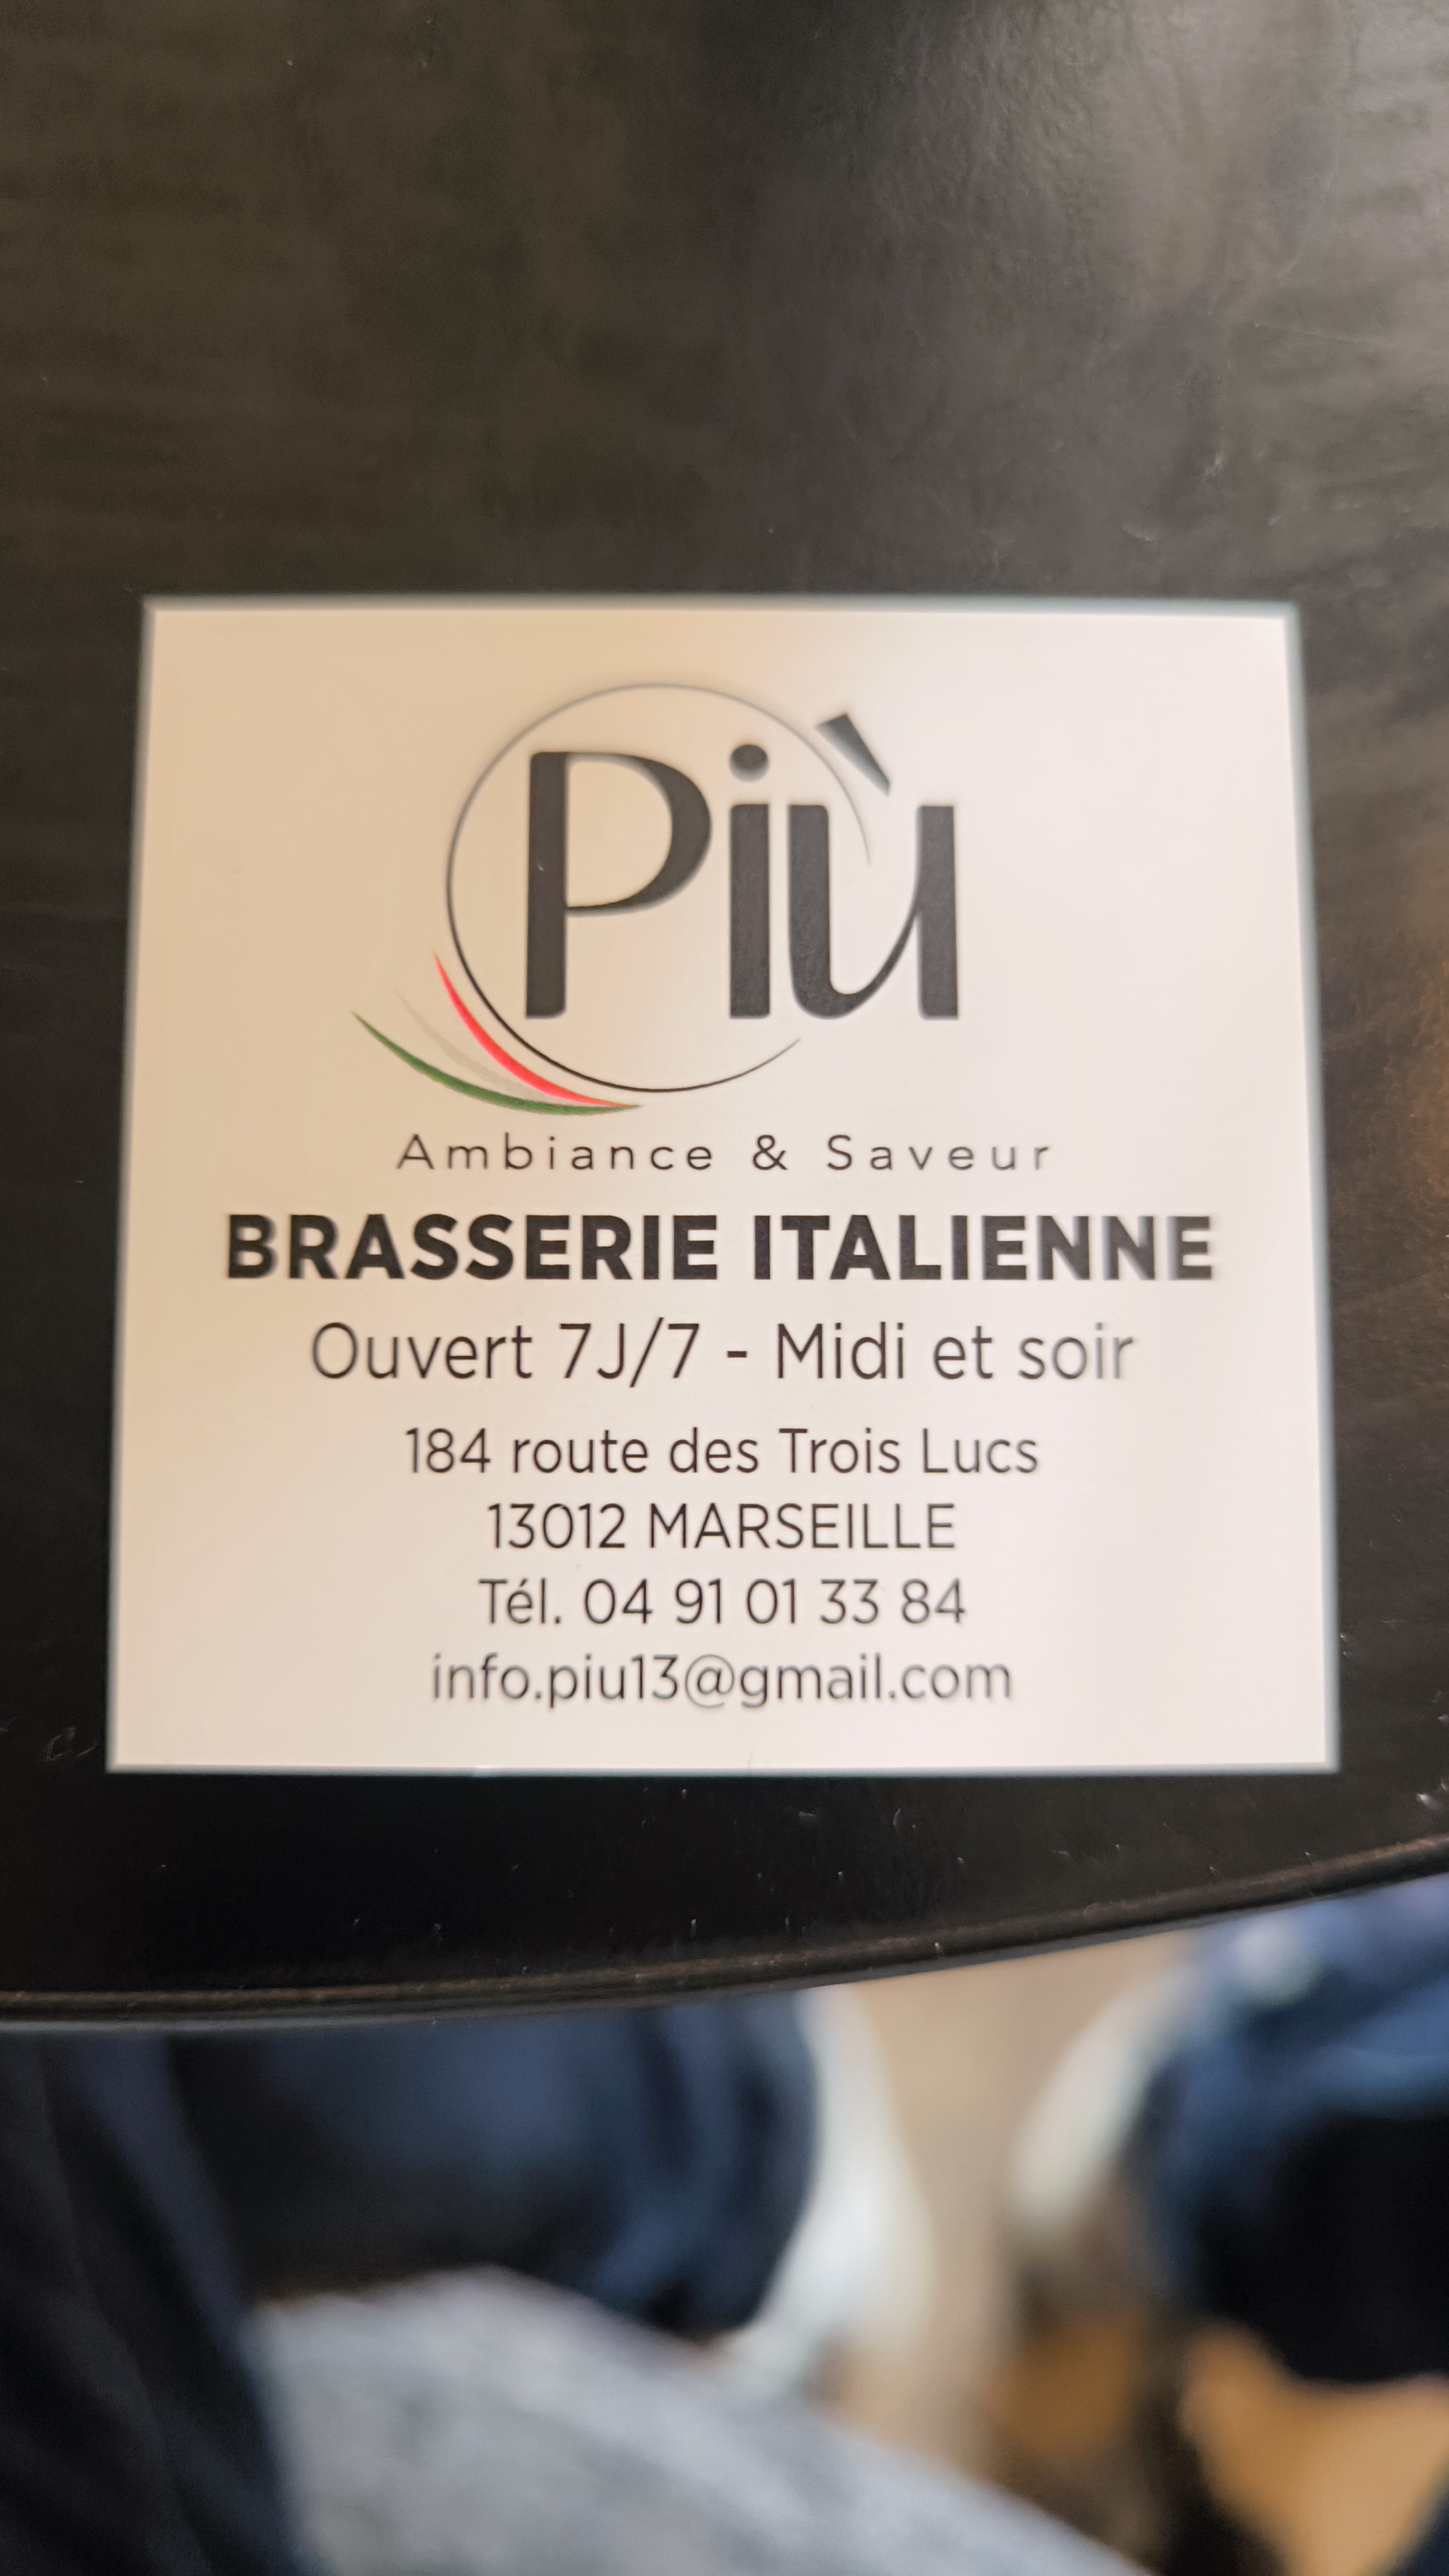 Più
Ambiance & Saveur
BRASSERIE ITALIENNE
Ouvert 7J/7 - Midi et soir
184 route des Trois Lucs
13012 MARSEILLE
Tél. 04 91 01 33 84
info.piu13@gmail.com